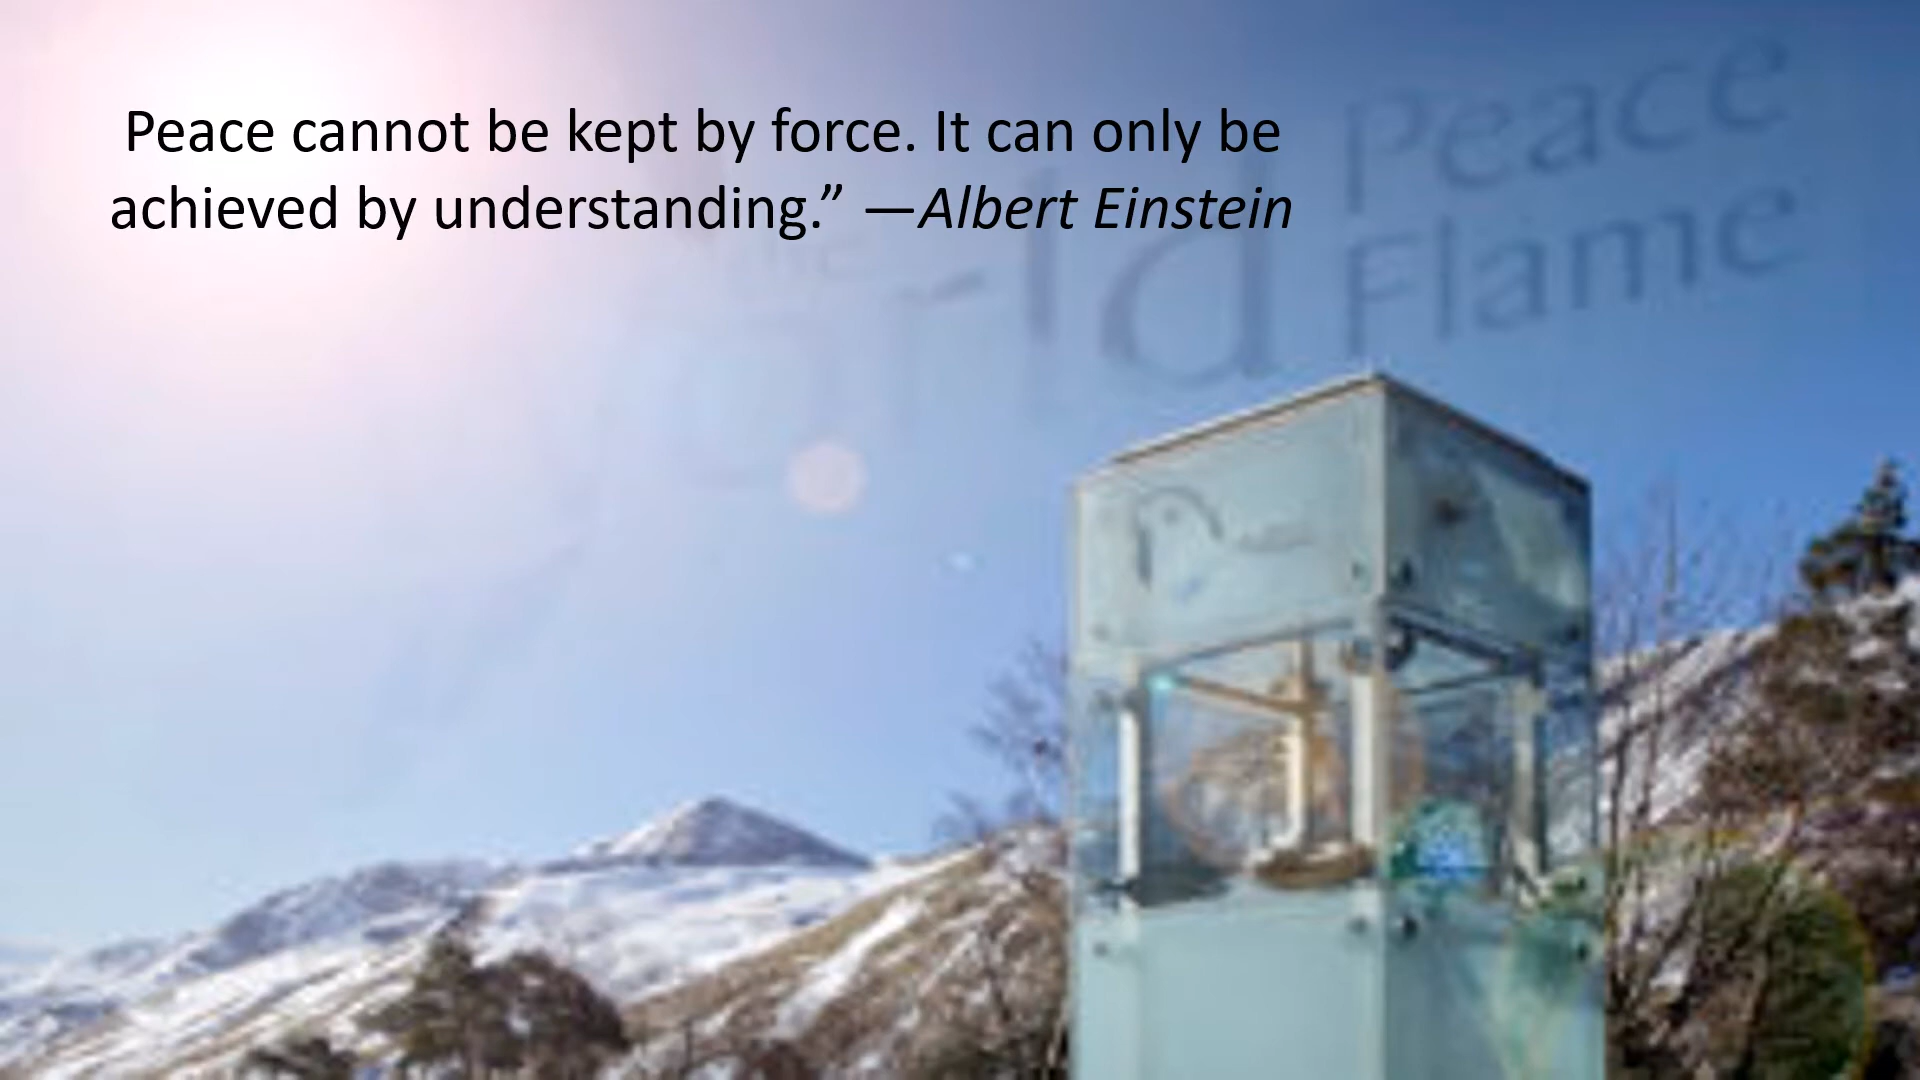 Peace cannot be kept by force. It can only be
achieved by understanding.” —Albert Einstein
Peace
Flame